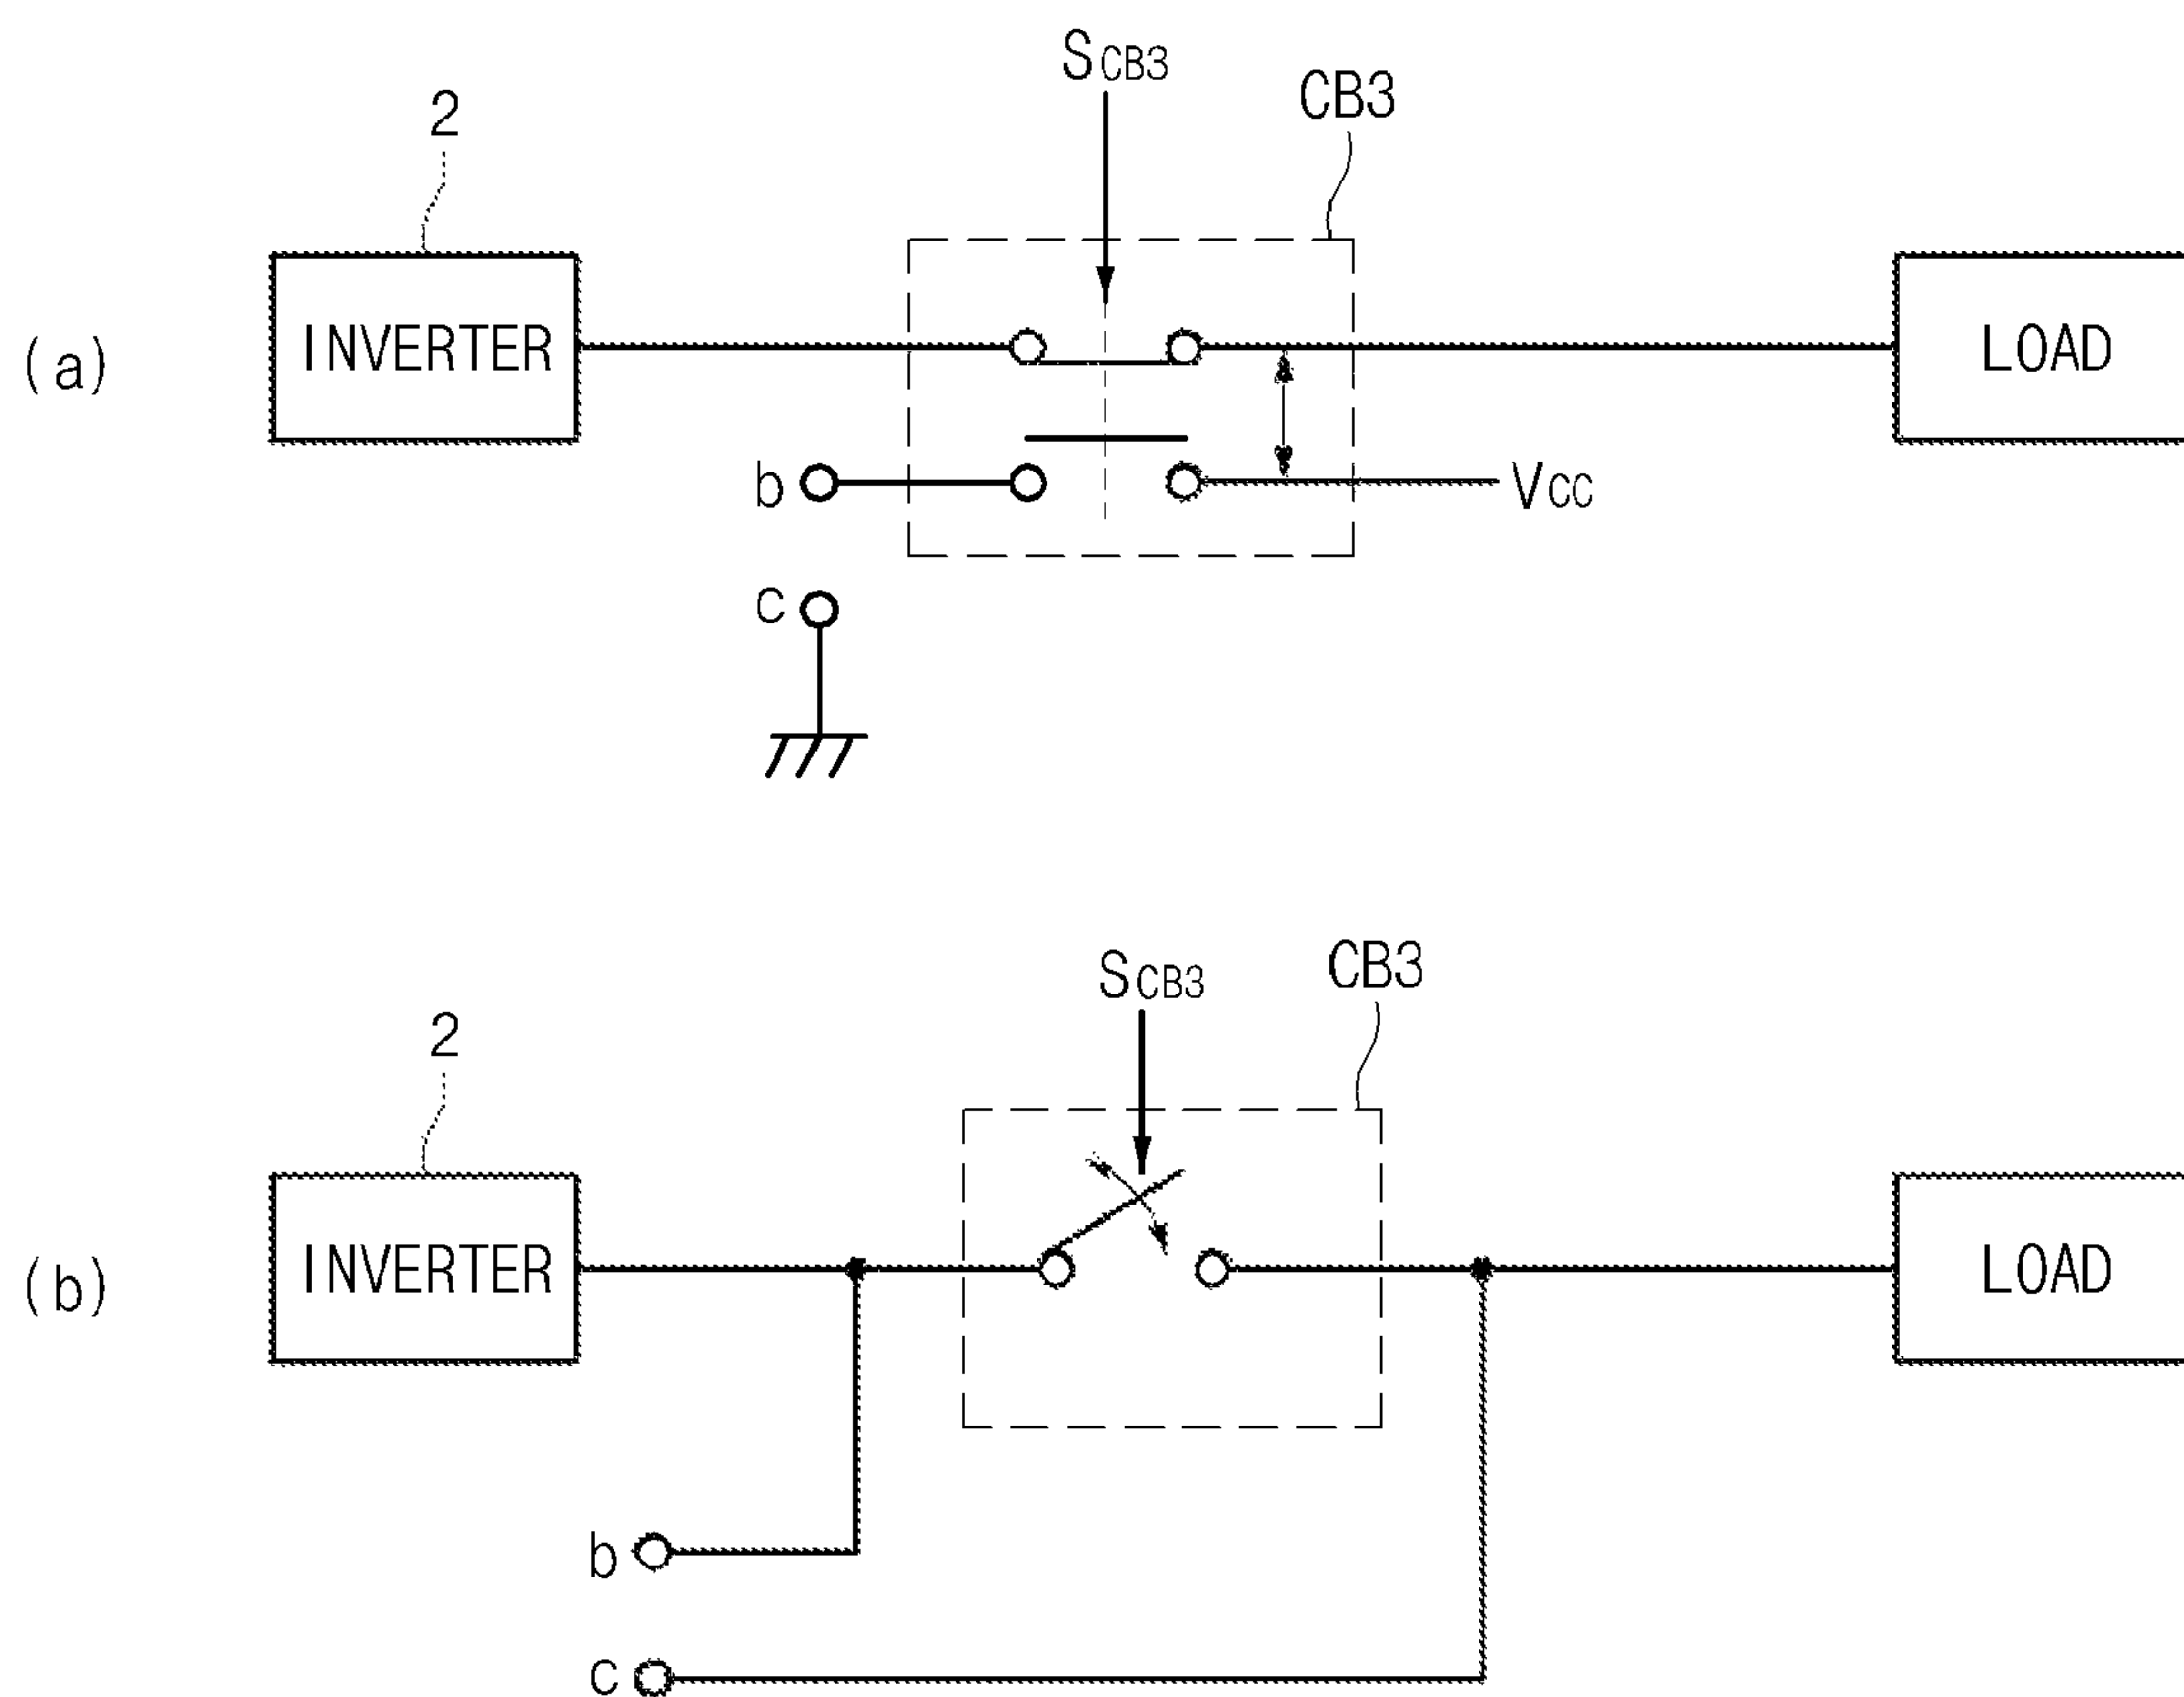 SCB3
CB3
2
(a)
INVERTER
LOAD
b
VCC
c
SCB3
CB3
2
(b)
INVERTER
LOAD
b
c